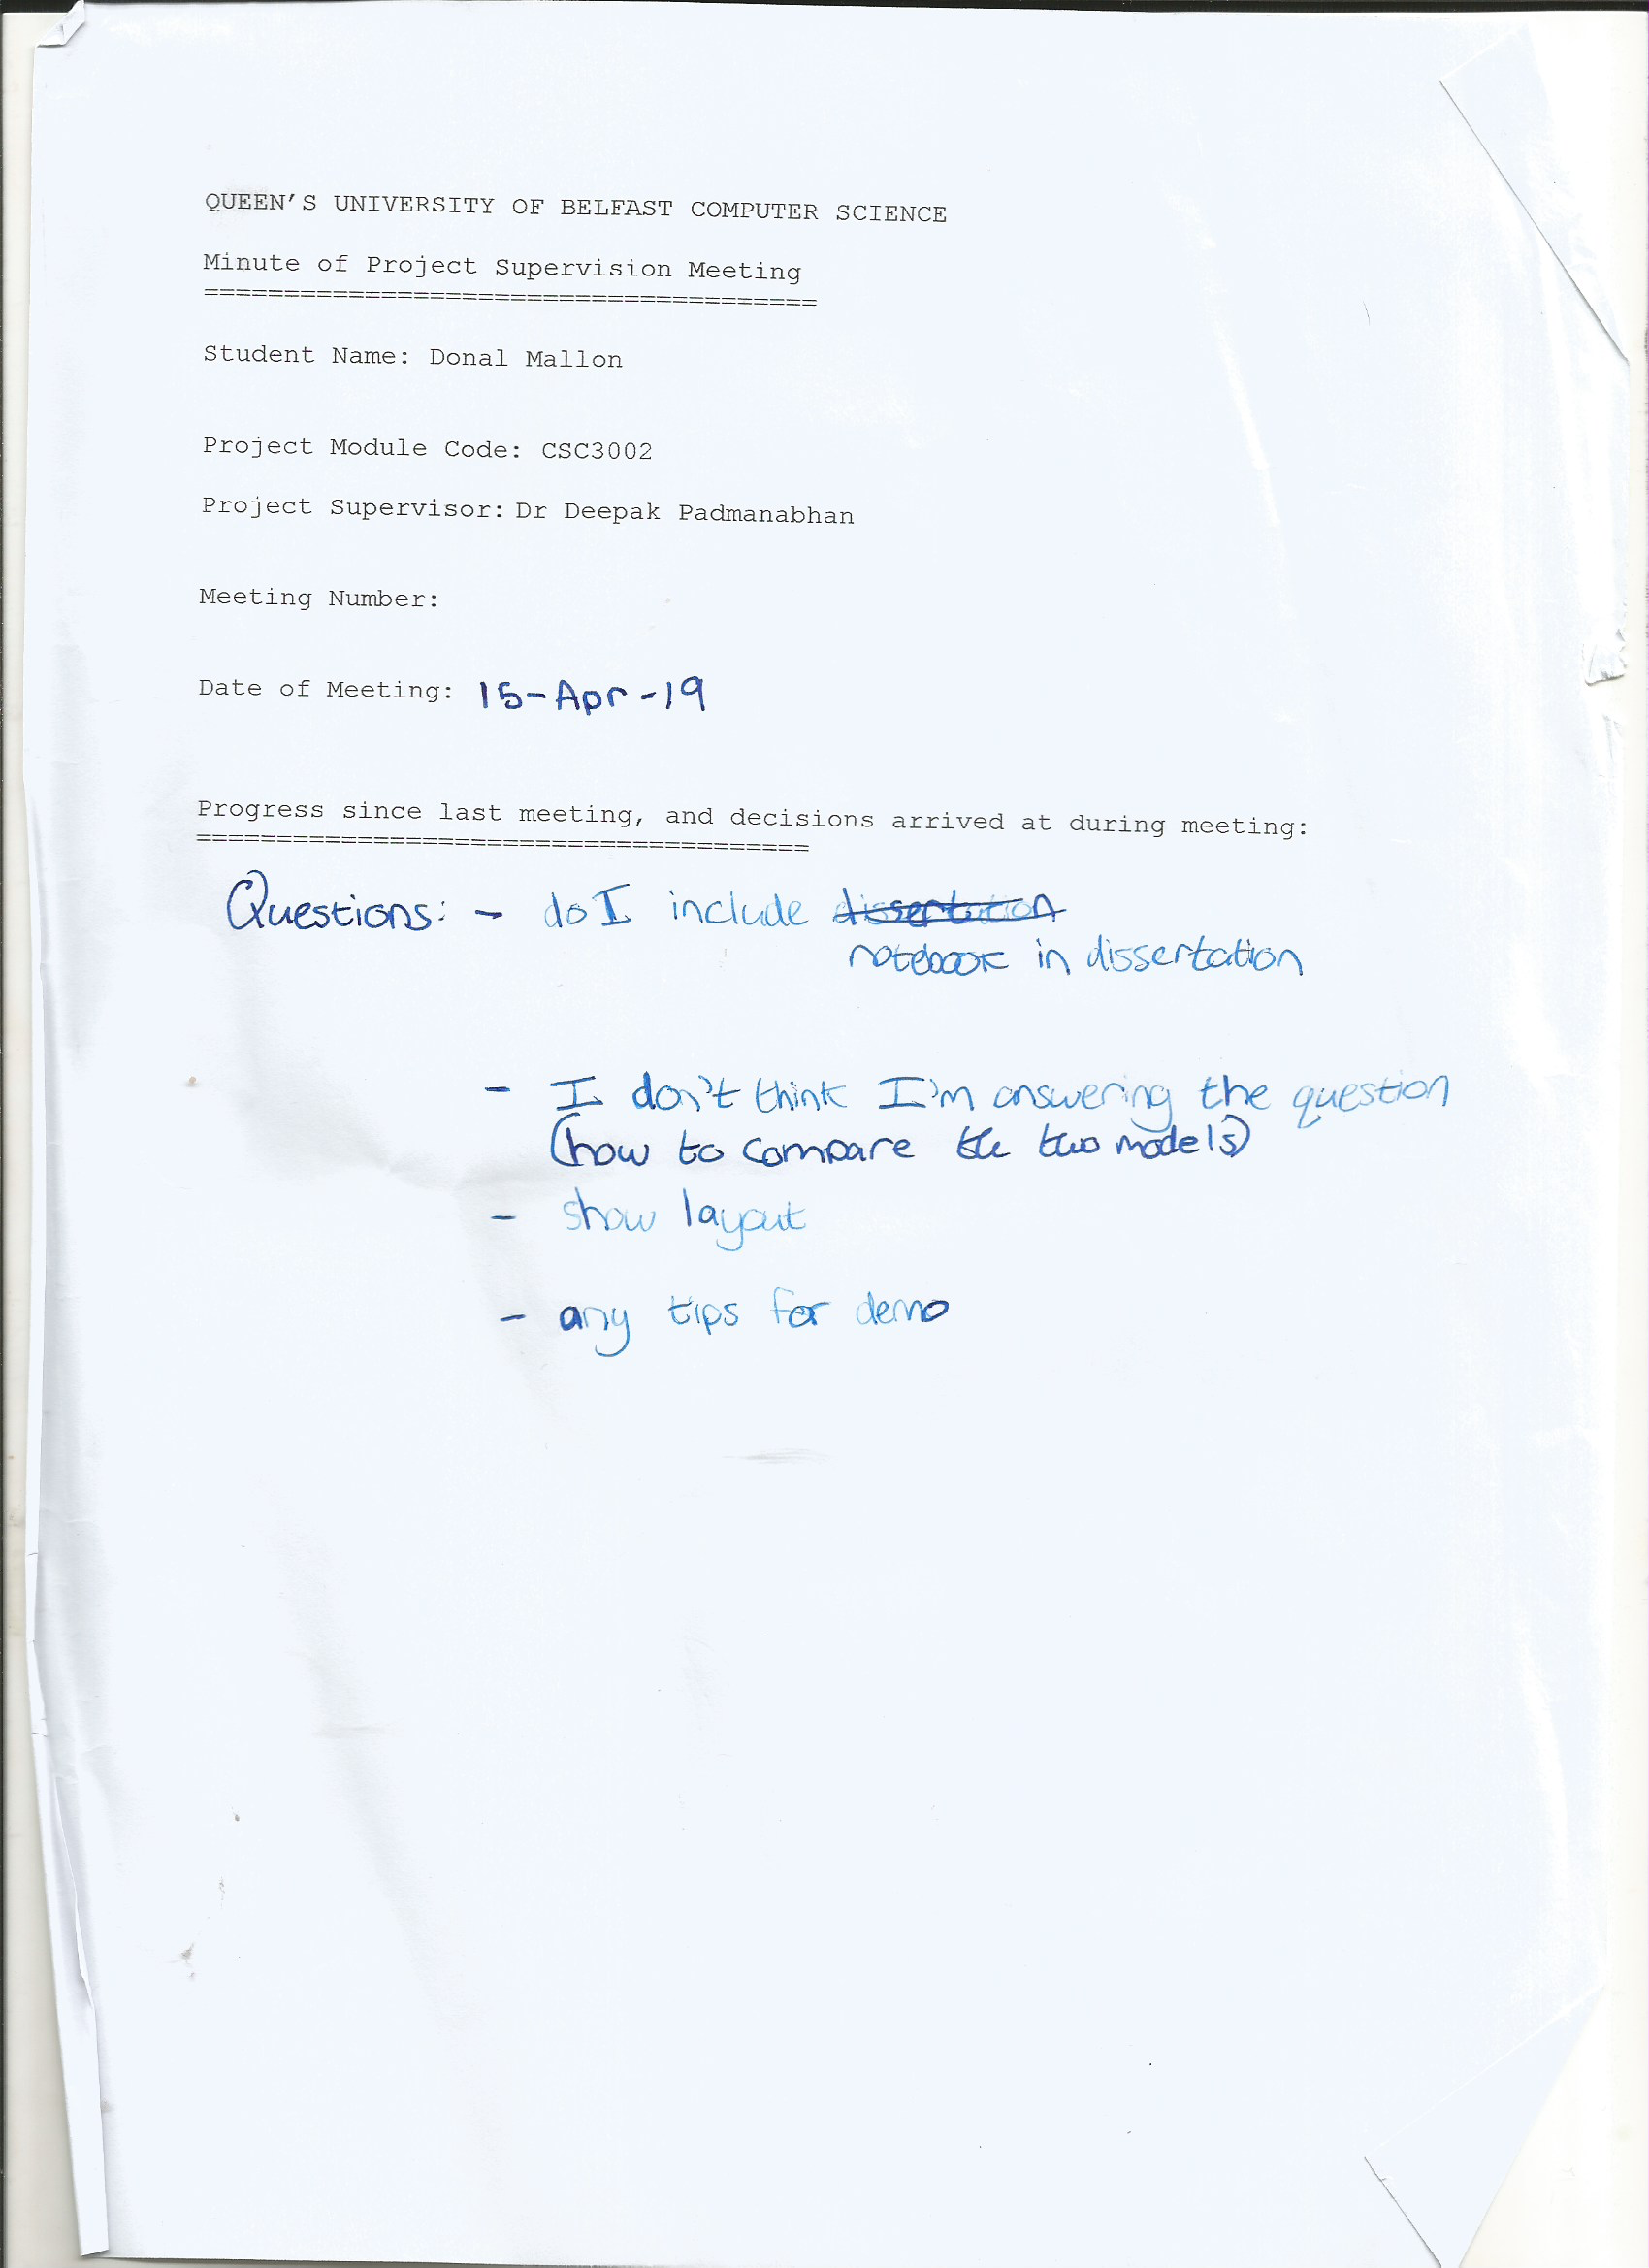 QUEEN'S UNIVERSITY OF BELFAST COMPUTER SCIENCE
Minute of Project Supervision Meeting
======================================
Student Name: Donal Mallon
Project Module Code: CSC3002
Project Supervisor: Dr Deepak Padmanabhan
Meeting Number:
Date of Meeting: 15-Apr-19
Progress since last meeting, and decisions arrived at during meeting:
======================================
Questions: - do I include dissertation
notebook in dissertation
- I don't think I'm answering the question
(how to compare the two models)
- show layout
- any tips for demo